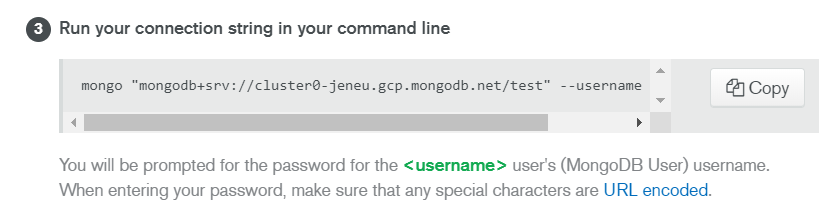 3 Run your connection string in your command line
mongo "mongodb+srv://cluster0-jeneu.gcp.mongodb.net/test" --username
Copy
You will be prompted for the password for the <username> user's (MongoDB User) username.
When entering your password, make sure that any special characters are URL encoded.